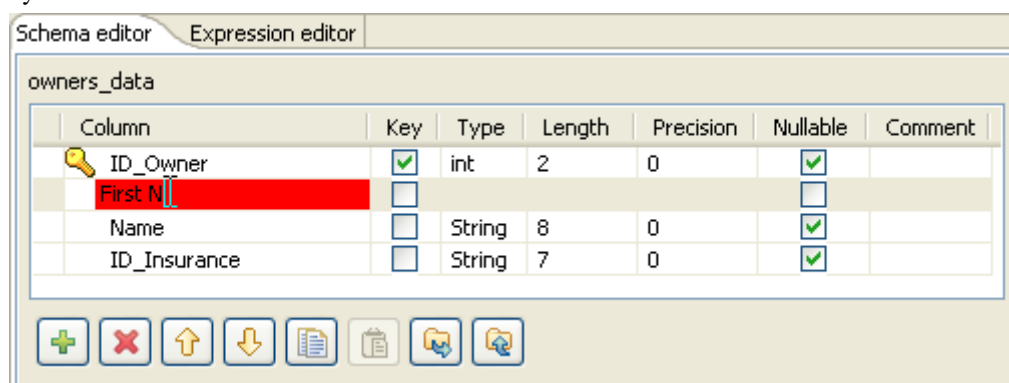 Schema editor Expression editor
owners_data
Column Key Type Length Precision Nullable Comment
ID_Owner int 2 0
First N
Name String 8 0
ID_Insurance String 7 0